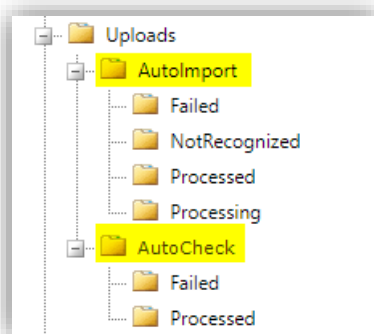 Uploads
AutoImport
Failed
NotRecognized
Processed
Processing
AutoCheck
Failed
Processed